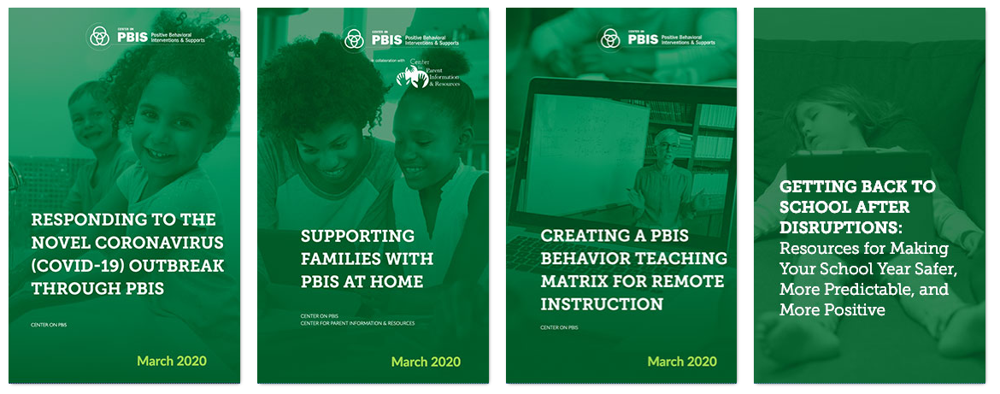 CENTER ON
PBIS
Positive Behavioral
Interventions & Supports
RESPONDING TO THE
NOVEL CORONAVIRUS
(COVID-19) OUTBREAK
THROUGH PBIS
CENTER ON PBIS
March 2020
CENTER ON
PBIS
Positive Behavioral
Interventions & Supports
in collaboration with
Center
Parent
Information
& Resources
SUPPORTING
FAMILIES WITH
PBIS AT HOME
CENTER ON PBIS
CENTER FOR PARENT INFORMATION & RESOURCES
March 2020
CENTER ON
PBIS
Positive Behavioral
Interventions & Supports
CREATING A PBIS
BEHAVIOR TEACHING
MATRIX FOR REMOTE
INSTRUCTION
CENTER ON PBIS
March 2020
GETTING BACK TO
SCHOOL AFTER
DISRUPTIONS:
Resources for Making
Your School Year Safer,
More Predictable, and
More Positive